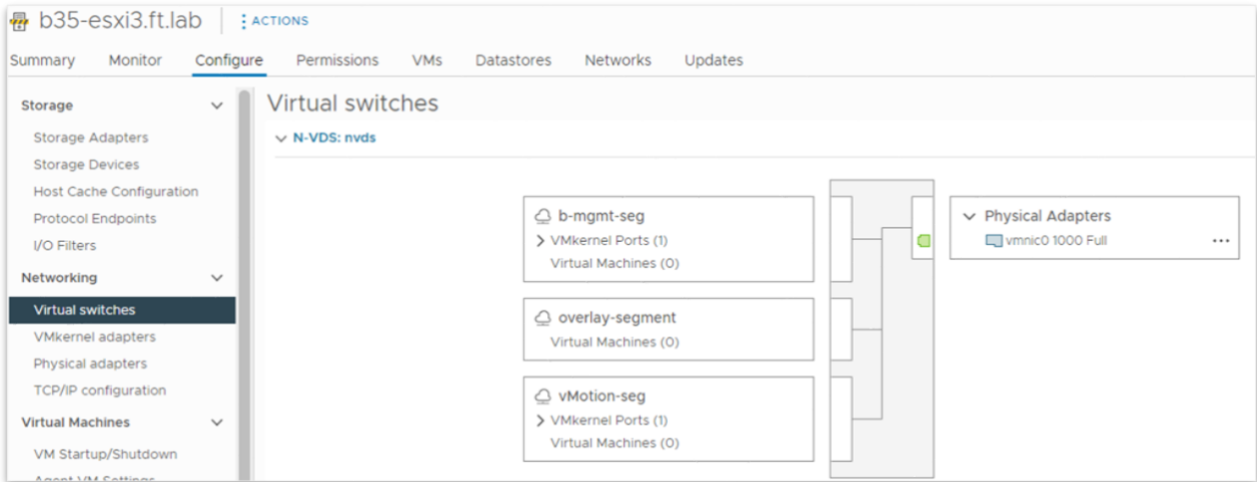 b35-esxi3.ft.lab ACTIONS
Summary Monitor Configure Permissions VMs Datastores Networks Updates
Storage
Storage Adapters
Storage Devices
Host Cache Configuration
Protocol Endpoints
I/O Filters
Networking
Virtual switches
VMkernel adapters
Physical adapters
TCP/IP configuration
Virtual Machines
VM Startup/Shutdown
Agent VM Settings
Virtual switches
N-VDS: nvds
b-mgmt-seg
VMkernel Ports (1)
Virtual Machines (0)
overlay-segment
Virtual Machines (0)
vMotion-seg
VMkernel Ports (1)
Virtual Machines (0)
Physical Adapters
vmnic0 1000 Full ...